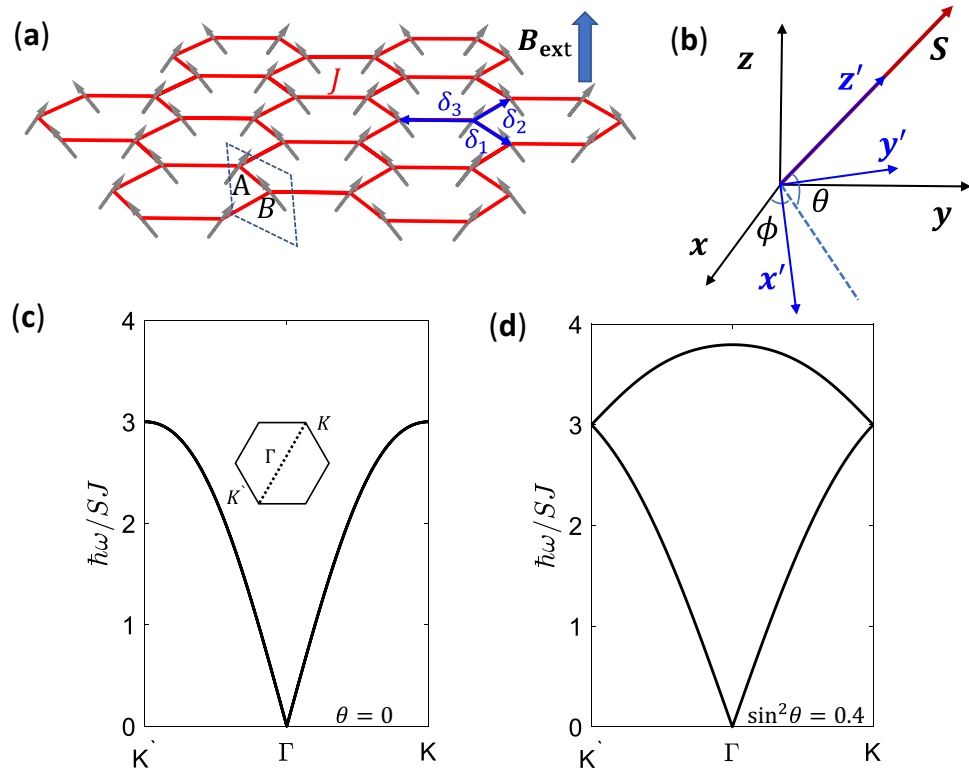 (a)
B_ext
J
δ₃
δ₂
δ₁
A
B
(b)
z
S
z′
y′
θ
y
ϕ
x
x′
(c)
4
3
2
1
0
ħω/SJ
K
Γ
K`
θ = 0
K` Γ K
(d)
4
3
2
1
0
ħω/SJ
sin²θ = 0.4
K` Γ K